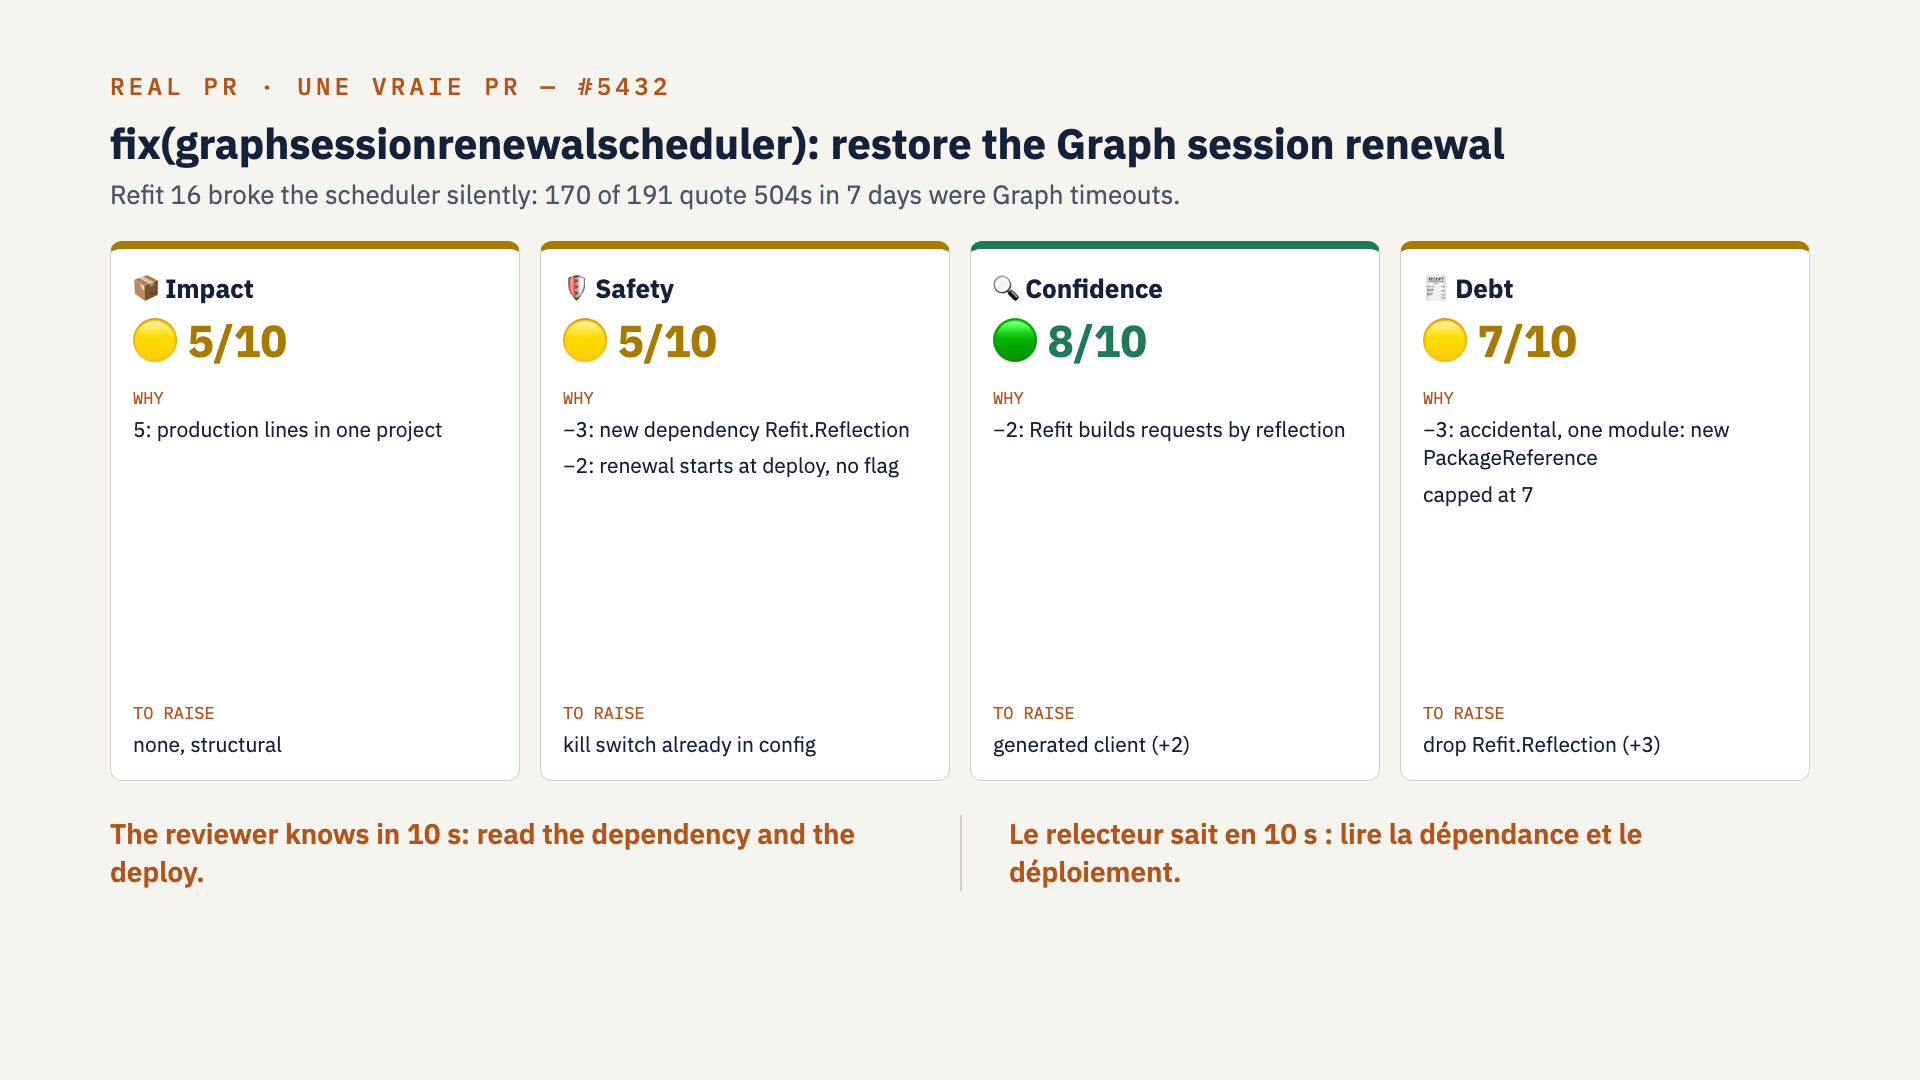 REAL PR · UNE VRAIE PR — #5432
fix(graphsessionrenewalscheduler): restore the Graph session renewal
Refit 16 broke the scheduler silently: 170 of 191 quote 504s in 7 days were Graph timeouts.
📦 Impact
🟡 5/10
WHY
5: production lines in one project
TO RAISE
none, structural
🛡️ Safety
🟡 5/10
WHY
−3: new dependency Refit.Reflection
−2: renewal starts at deploy, no flag
TO RAISE
kill switch already in config
🔍 Confidence
🟢 8/10
WHY
−2: Refit builds requests by reflection
TO RAISE
generated client (+2)
🧾 Debt
🟡 7/10
WHY
−3: accidental, one module: new
PackageReference
capped at 7
TO RAISE
drop Refit.Reflection (+3)
The reviewer knows in 10 s: read the dependency and the
deploy.
Le relecteur sait en 10 s : lire la dépendance et le
déploiement.